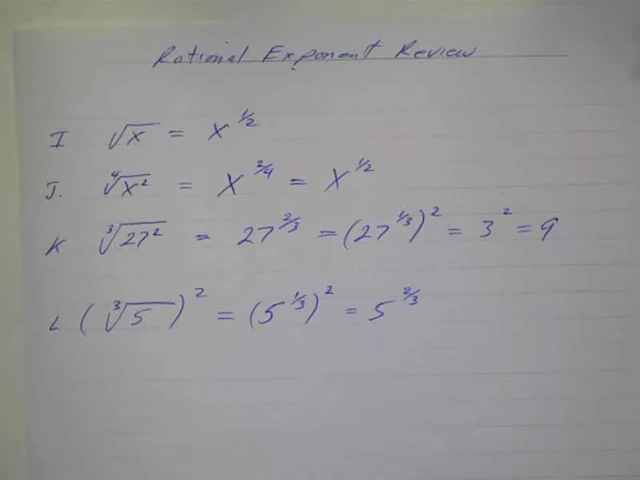 Rational Exponent Review
I √x = x^{1/2}
J. ⁴√x² = x^{2/4} = x^{1/2}
K ³√27² = 27^{2/3} = (27^{1/3})² = 3² = 9
L (³√5)² = (5^{1/3})² = 5^{2/3}